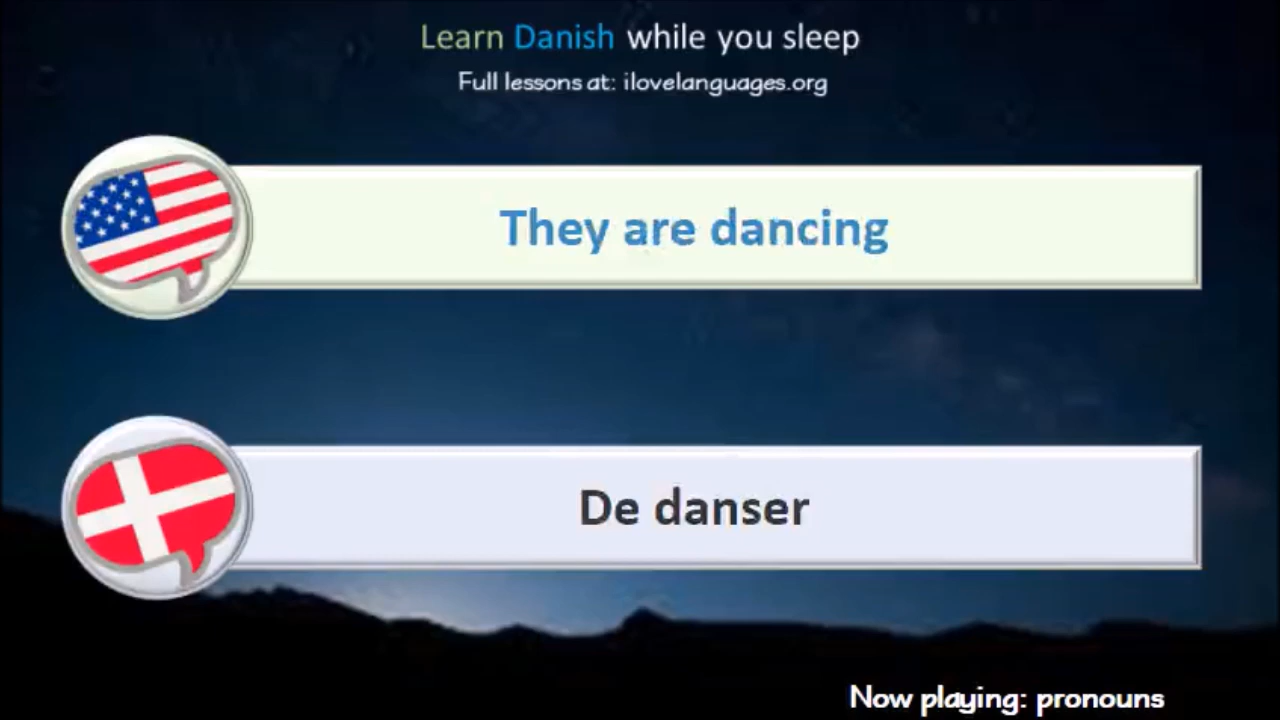 Learn Danish while you sleep
Full lessons at: ilovelanguages.org
They are dancing
De danser
Now playing: pronouns